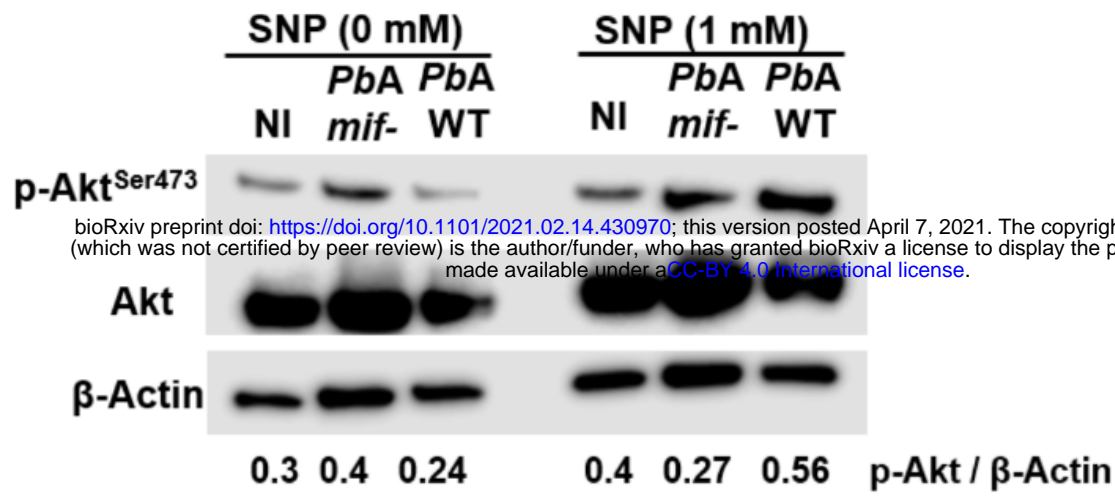 SNP (0 mM) SNP (1 mM)
PbA PbA PbA PbA
NI mif- WT NI mif- WT
p-Akt^Ser473
bioRxiv preprint doi: https://doi.org/10.1101/2021.02.14.430970; this version posted April 7, 2021. The copyrigh
(which was not certified by peer review) is the author/funder, who has granted bioRxiv a license to display the p
made available under aCC-BY 4.0 International license.
Akt
β-Actin
0.3 0.4 0.24 0.4 0.27 0.56 p-Akt / β-Actin